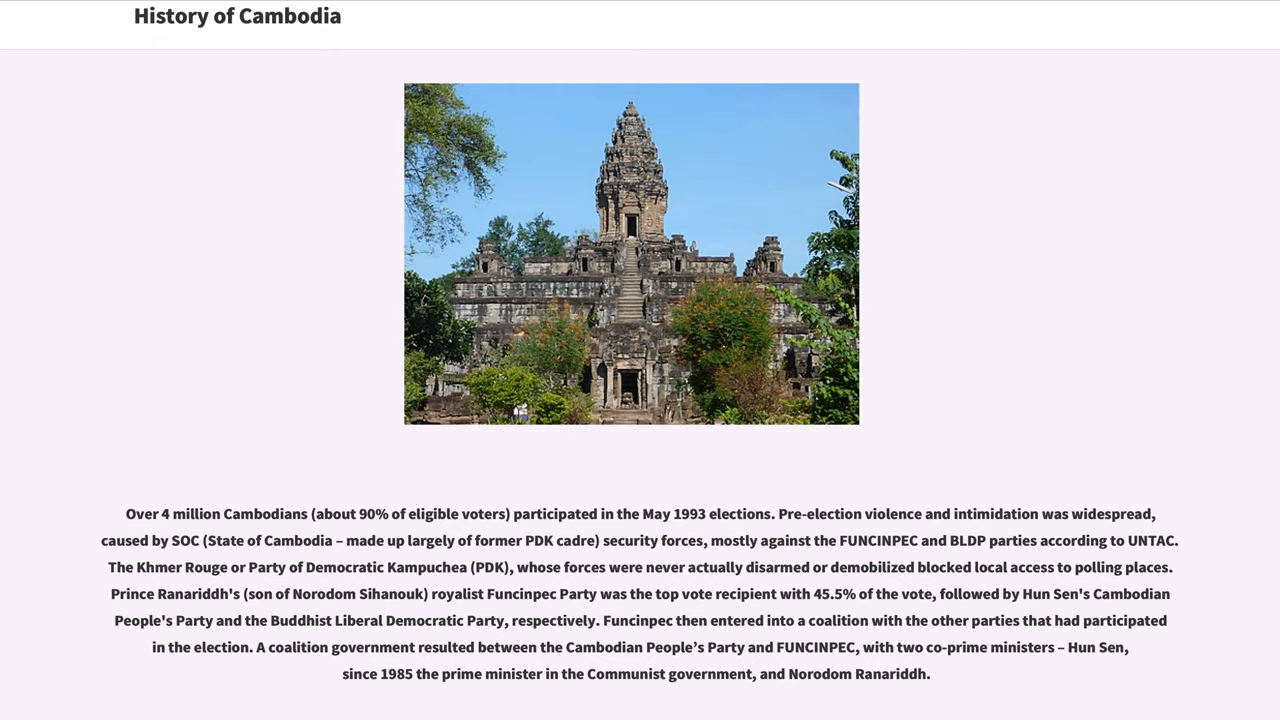 History of Cambodia
Over 4 million Cambodians (about 90% of eligible voters) participated in the May 1993 elections. Pre-election violence and intimidation was widespread,
caused by SOC (State of Cambodia – made up largely of former PDK cadre) security forces, mostly against the FUNCINPEC and BLDP parties according to UNTAC.
The Khmer Rouge or Party of Democratic Kampuchea (PDK), whose forces were never actually disarmed or demobilized blocked local access to polling places.
Prince Ranariddh's (son of Norodom Sihanouk) royalist Funcinpec Party was the top vote recipient with 45.5% of the vote, followed by Hun Sen's Cambodian
People's Party and the Buddhist Liberal Democratic Party, respectively. Funcinpec then entered into a coalition with the other parties that had participated
in the election. A coalition government resulted between the Cambodian People’s Party and FUNCINPEC, with two co-prime ministers – Hun Sen,
since 1985 the prime minister in the Communist government, and Norodom Ranariddh.